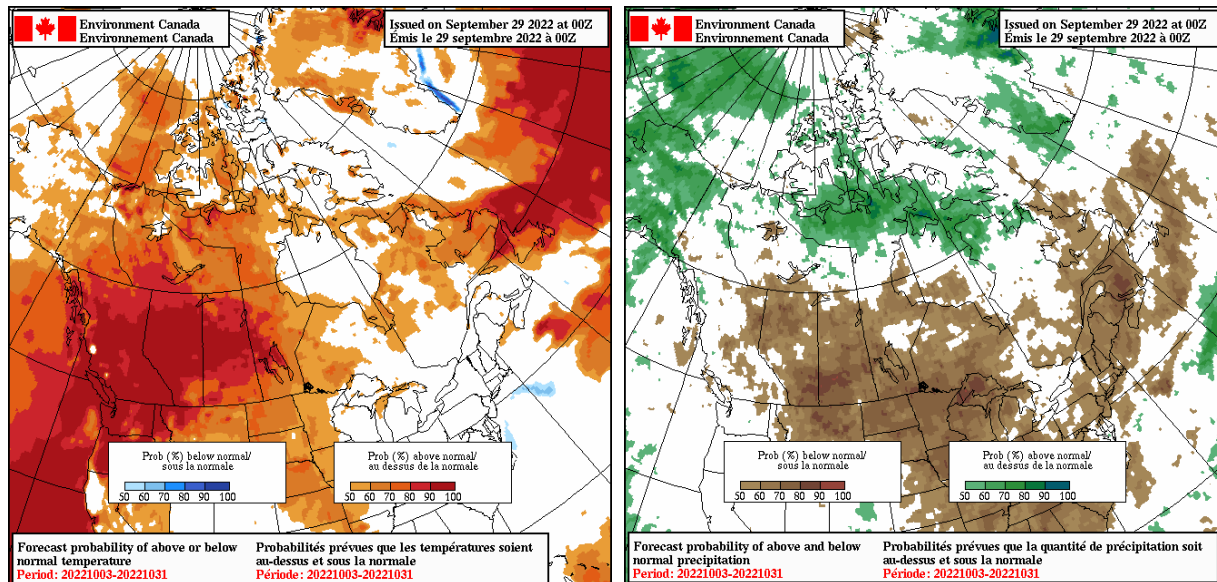 Environment Canada
Environnement Canada
Issued on September 29 2022 at 00Z
Émis le 29 septembre 2022 à 00Z
Prob (%) below normal/
sous la normale
50 60 70 80 90 100
Prob (%) above normal/
au dessus de la normale
50 60 70 80 90 100
Forecast probability of above or below
normal temperature
Period: 20221003-20221031
Probabilités prévues que les températures soient
au-dessus et sous la normale
Période: 20221003-20221031
Environment Canada
Environnement Canada
Issued on September 29 2022 at 00Z
Émis le 29 septembre 2022 à 00Z
Prob (%) below normal/
sous la normale
50 60 70 80 90 100
Prob (%) above normal/
au dessus de la normale
50 60 70 80 90 100
Forecast probability of above and below
normal precipitation
Period: 20221003-20221031
Probabilités prévues que la quantité de précipitation soit
au-dessus et sous la normale
Période: 20221003-20221031